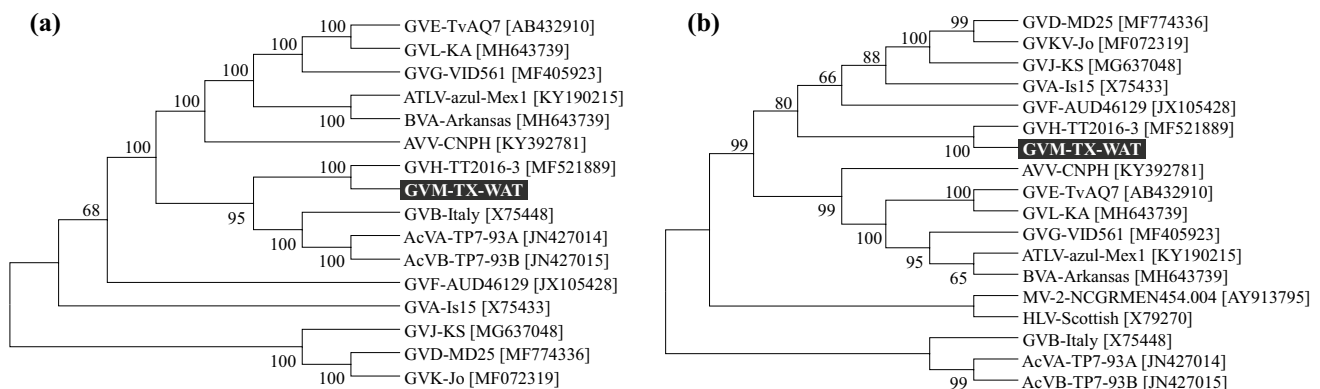 (a)
100
GVE-TvAQ7 [AB432910]
100
GVL-KA [MH643739]
100
GVG-VID561 [MF405923]
100
ATLV-azul-Mex1 [KY190215]
100
BVA-Arkansas [MH643739]
100
AVV-CNPH [KY392781]
100
GVH-TT2016-3 [MF521889]
GVM-TX-WAT
68
95
GVB-Italy [X75448]
100
AcVA-TP7-93A [JN427014]
100
AcVB-TP7-93B [JN427015]
GVF-AUD46129 [JX105428]
GVA-Is15 [X75433]
GVJ-KS [MG637048]
100
GVD-MD25 [MF774336]
100
GVK-Jo [MF072319]
(b)
99
GVD-MD25 [MF774336]
100
GVKV-Jo [MF072319]
88
GVJ-KS [MG637048]
66
GVA-Is15 [X75433]
80
GVF-AUD46129 [JX105428]
GVH-TT2016-3 [MF521889]
99
100
GVM-TX-WAT
AVV-CNPH [KY392781]
100
GVE-TvAQ7 [AB432910]
99
GVL-KA [MH643739]
100
GVG-VID561 [MF405923]
95
ATLV-azul-Mex1 [KY190215]
65
BVA-Arkansas [MH643739]
MV-2-NCGRMEN454.004 [AY913795]
HLV-Scottish [X79270]
GVB-Italy [X75448]
AcVA-TP7-93A [JN427014]
99
AcVB-TP7-93B [JN427015]